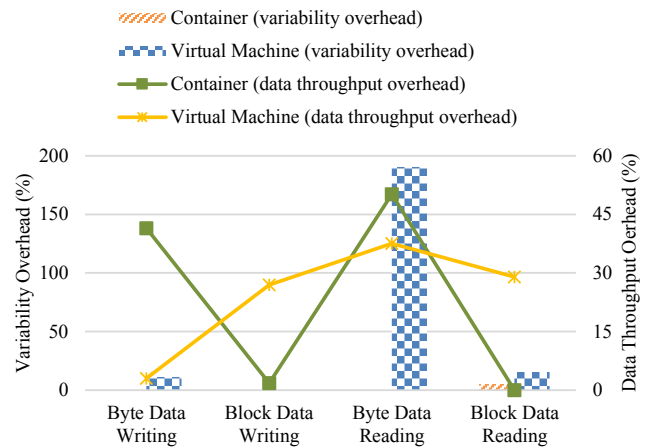 Container (variability overhead)
Virtual Machine (variability overhead)
Container (data throughput overhead)
Virtual Machine (data throughput overhead)
Variability Overhead (%)
200
150
100
50
0
60
45
30
15
0
Data Throughput Oerhead (%)
Byte Data
Writing
Block Data
Writing
Byte Data
Reading
Block Data
Reading